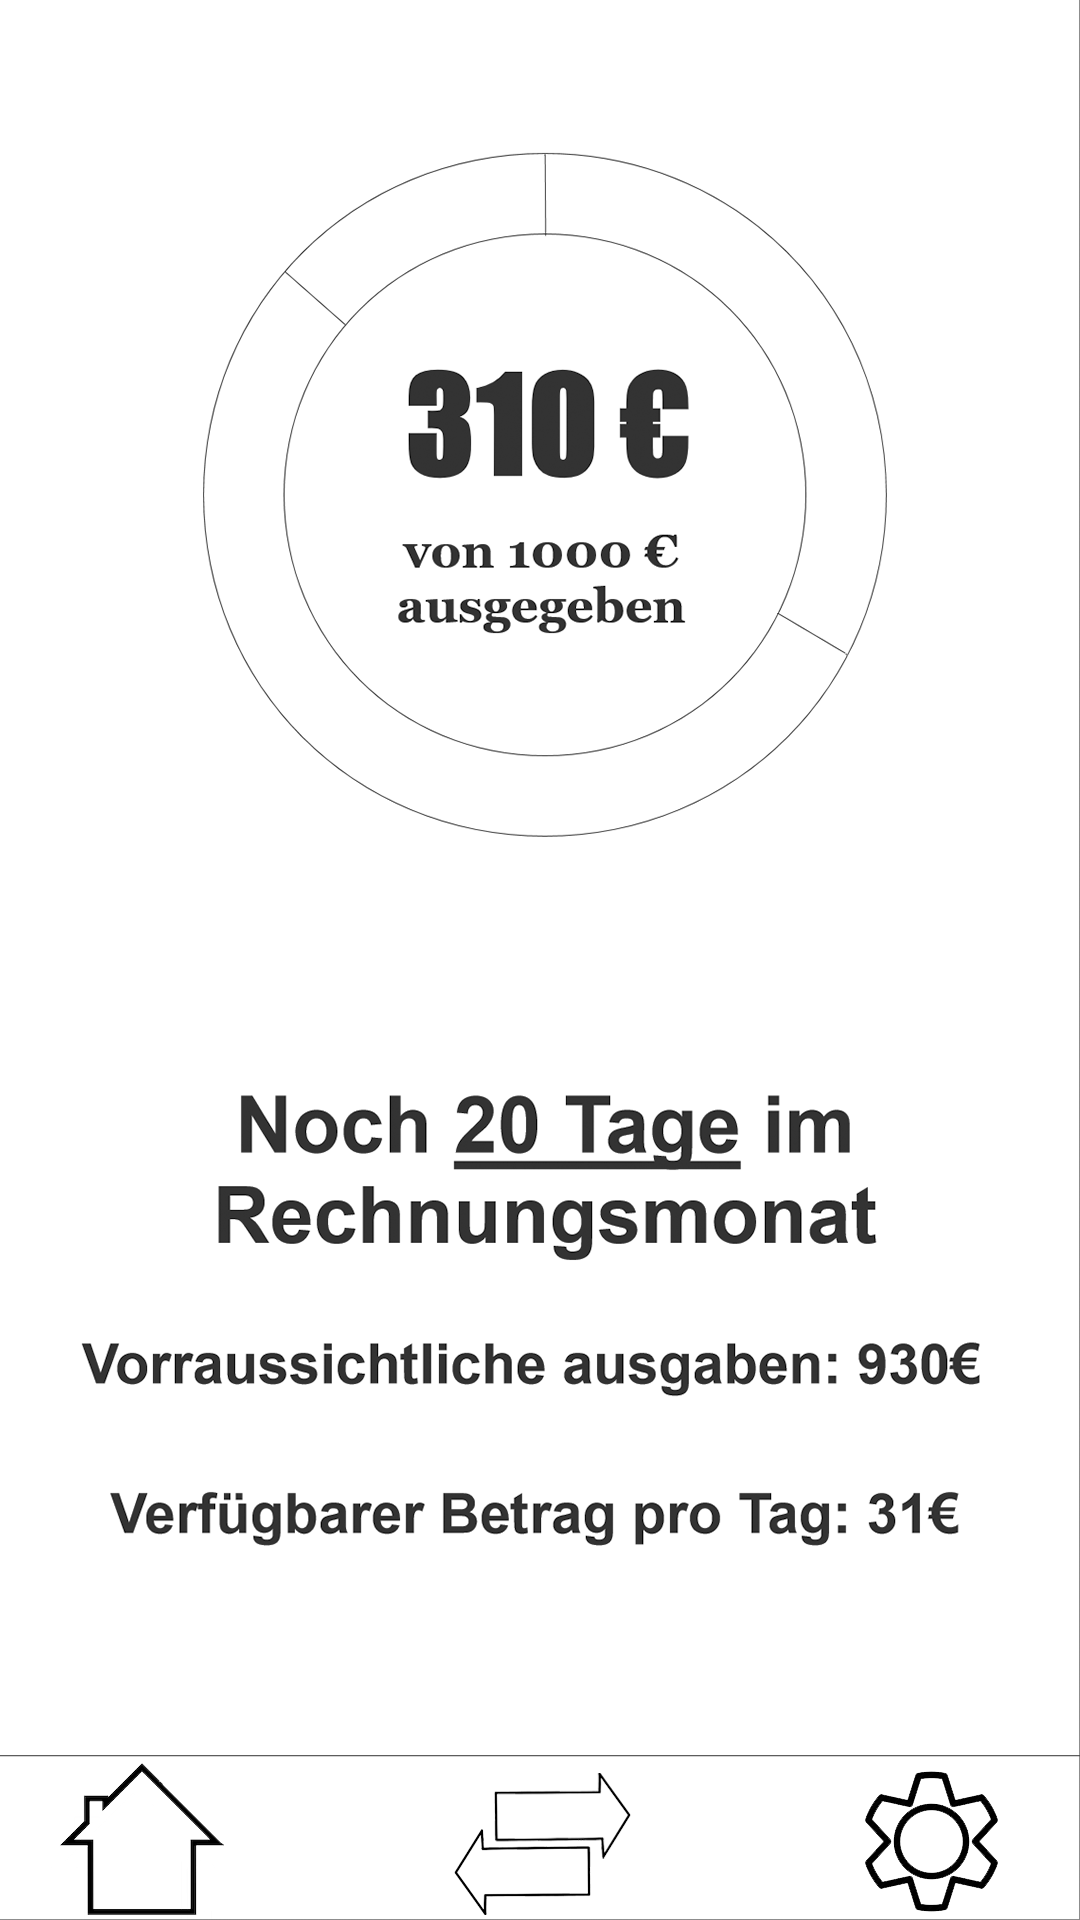 310 €
von 1000 €
ausgegeben
Noch 20 Tage im
Rechnungsmonat
Vorraussichtliche ausgaben: 930€
Verfügbarer Betrag pro Tag: 31€